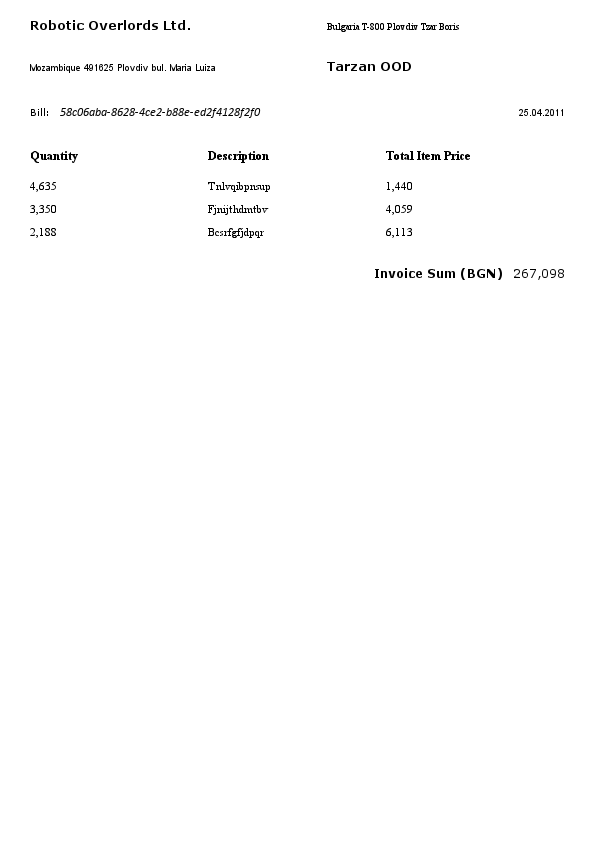 Robotic Overlords Ltd. Bulgaria T-800 Plovdiv Tzar Boris
Mozambique 491625 Plovdiv bul. Maria Luiza Tarzan OOD
Bill: 58c06aba-8628-4ce2-b88e-ed2f4128f2f0 25.04.2011
Quantity Description Total Item Price
4,635 Tnlvqibpnsup 1,440
3,350 Fjnijthdmtbv 4,059
2,188 Bcsrfgfjdpqr 6,113
Invoice Sum (BGN) 267,098